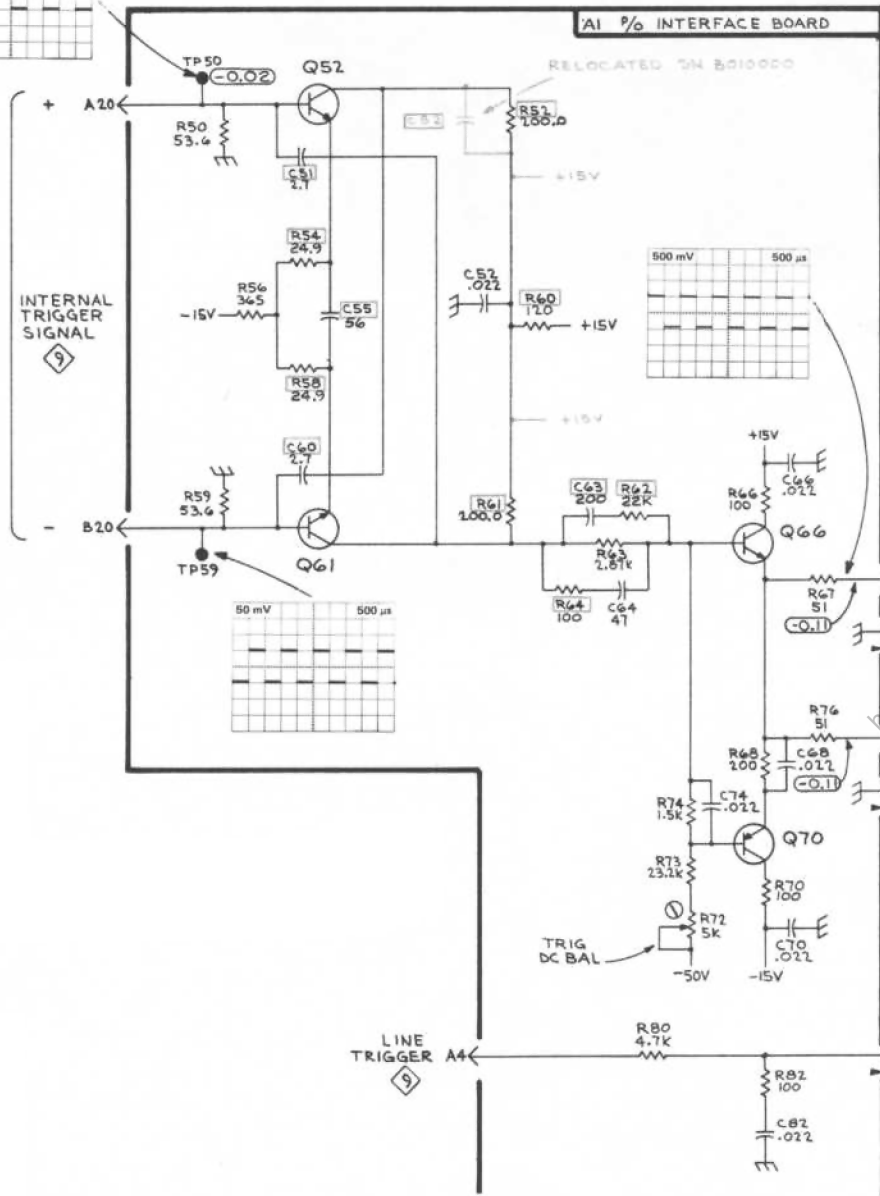 A1 P/O INTERFACE BOARD
TP50
-0.02
Q52
RELOCATED SN B010000
+ A20
R50
53.6
C52
R52
200.0
C51
2.7
+15V
R54
24.9
500 mV 500 µs
INTERNAL
TRIGGER
SIGNAL
9
R56
365
-15V
C55
56
C52
.022
R60
120
+15V
R58
24.9
+15V
C60
2.7
+15V
C66
.022
R59
53.6
R61
200.0
C63
200
R62
22K
R66
100
- B20
Q66
TP59
Q61
R63
2.87K
R67
51
-0.11
R64
100
C64
47
50 mV 500 µs
R76
51
R68
200
C68
.022
-0.11
R74
1.5K
C74
.022
Q70
R73
23.2K
R70
100
R72
5K
C70
.022
TRIG
DC BAL
-50V
-15V
LINE
TRIGGER A4
9
R80
4.7K
R82
100
C82
.022